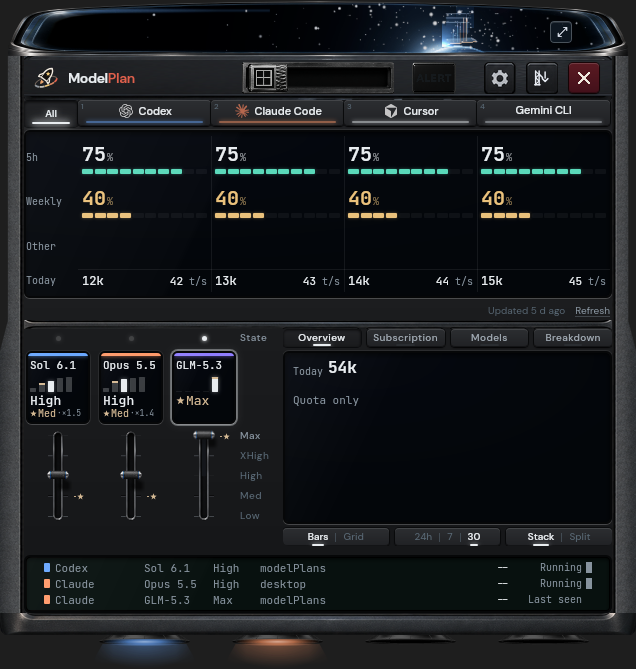 ModelPlan ALERT
All 1 Codex 2 Claude Code 3 Cursor 4 Gemini CLI
5h 75% 75% 75% 75%
Weekly 40% 40% 40% 40%
Other
Today 12k 42 t/s 13k 43 t/s 14k 44 t/s 15k 45 t/s
Updated 5 d ago Refresh
State Overview Subscription Models Breakdown
Sol 6.1 Opus 5.5 GLM-5.3
Today 54k
High High ★Max
Quota only
★Med·×1.5 ★Med·×1.4
Max
XHigh
High
Med
Low
Bars | Grid 24h | 7 | 30 Stack | Split
Codex Sol 6.1 High modelPlans -- Running
Claude Opus 5.5 High desktop -- Running
Claude GLM-5.3 Max modelPlans -- Last seen